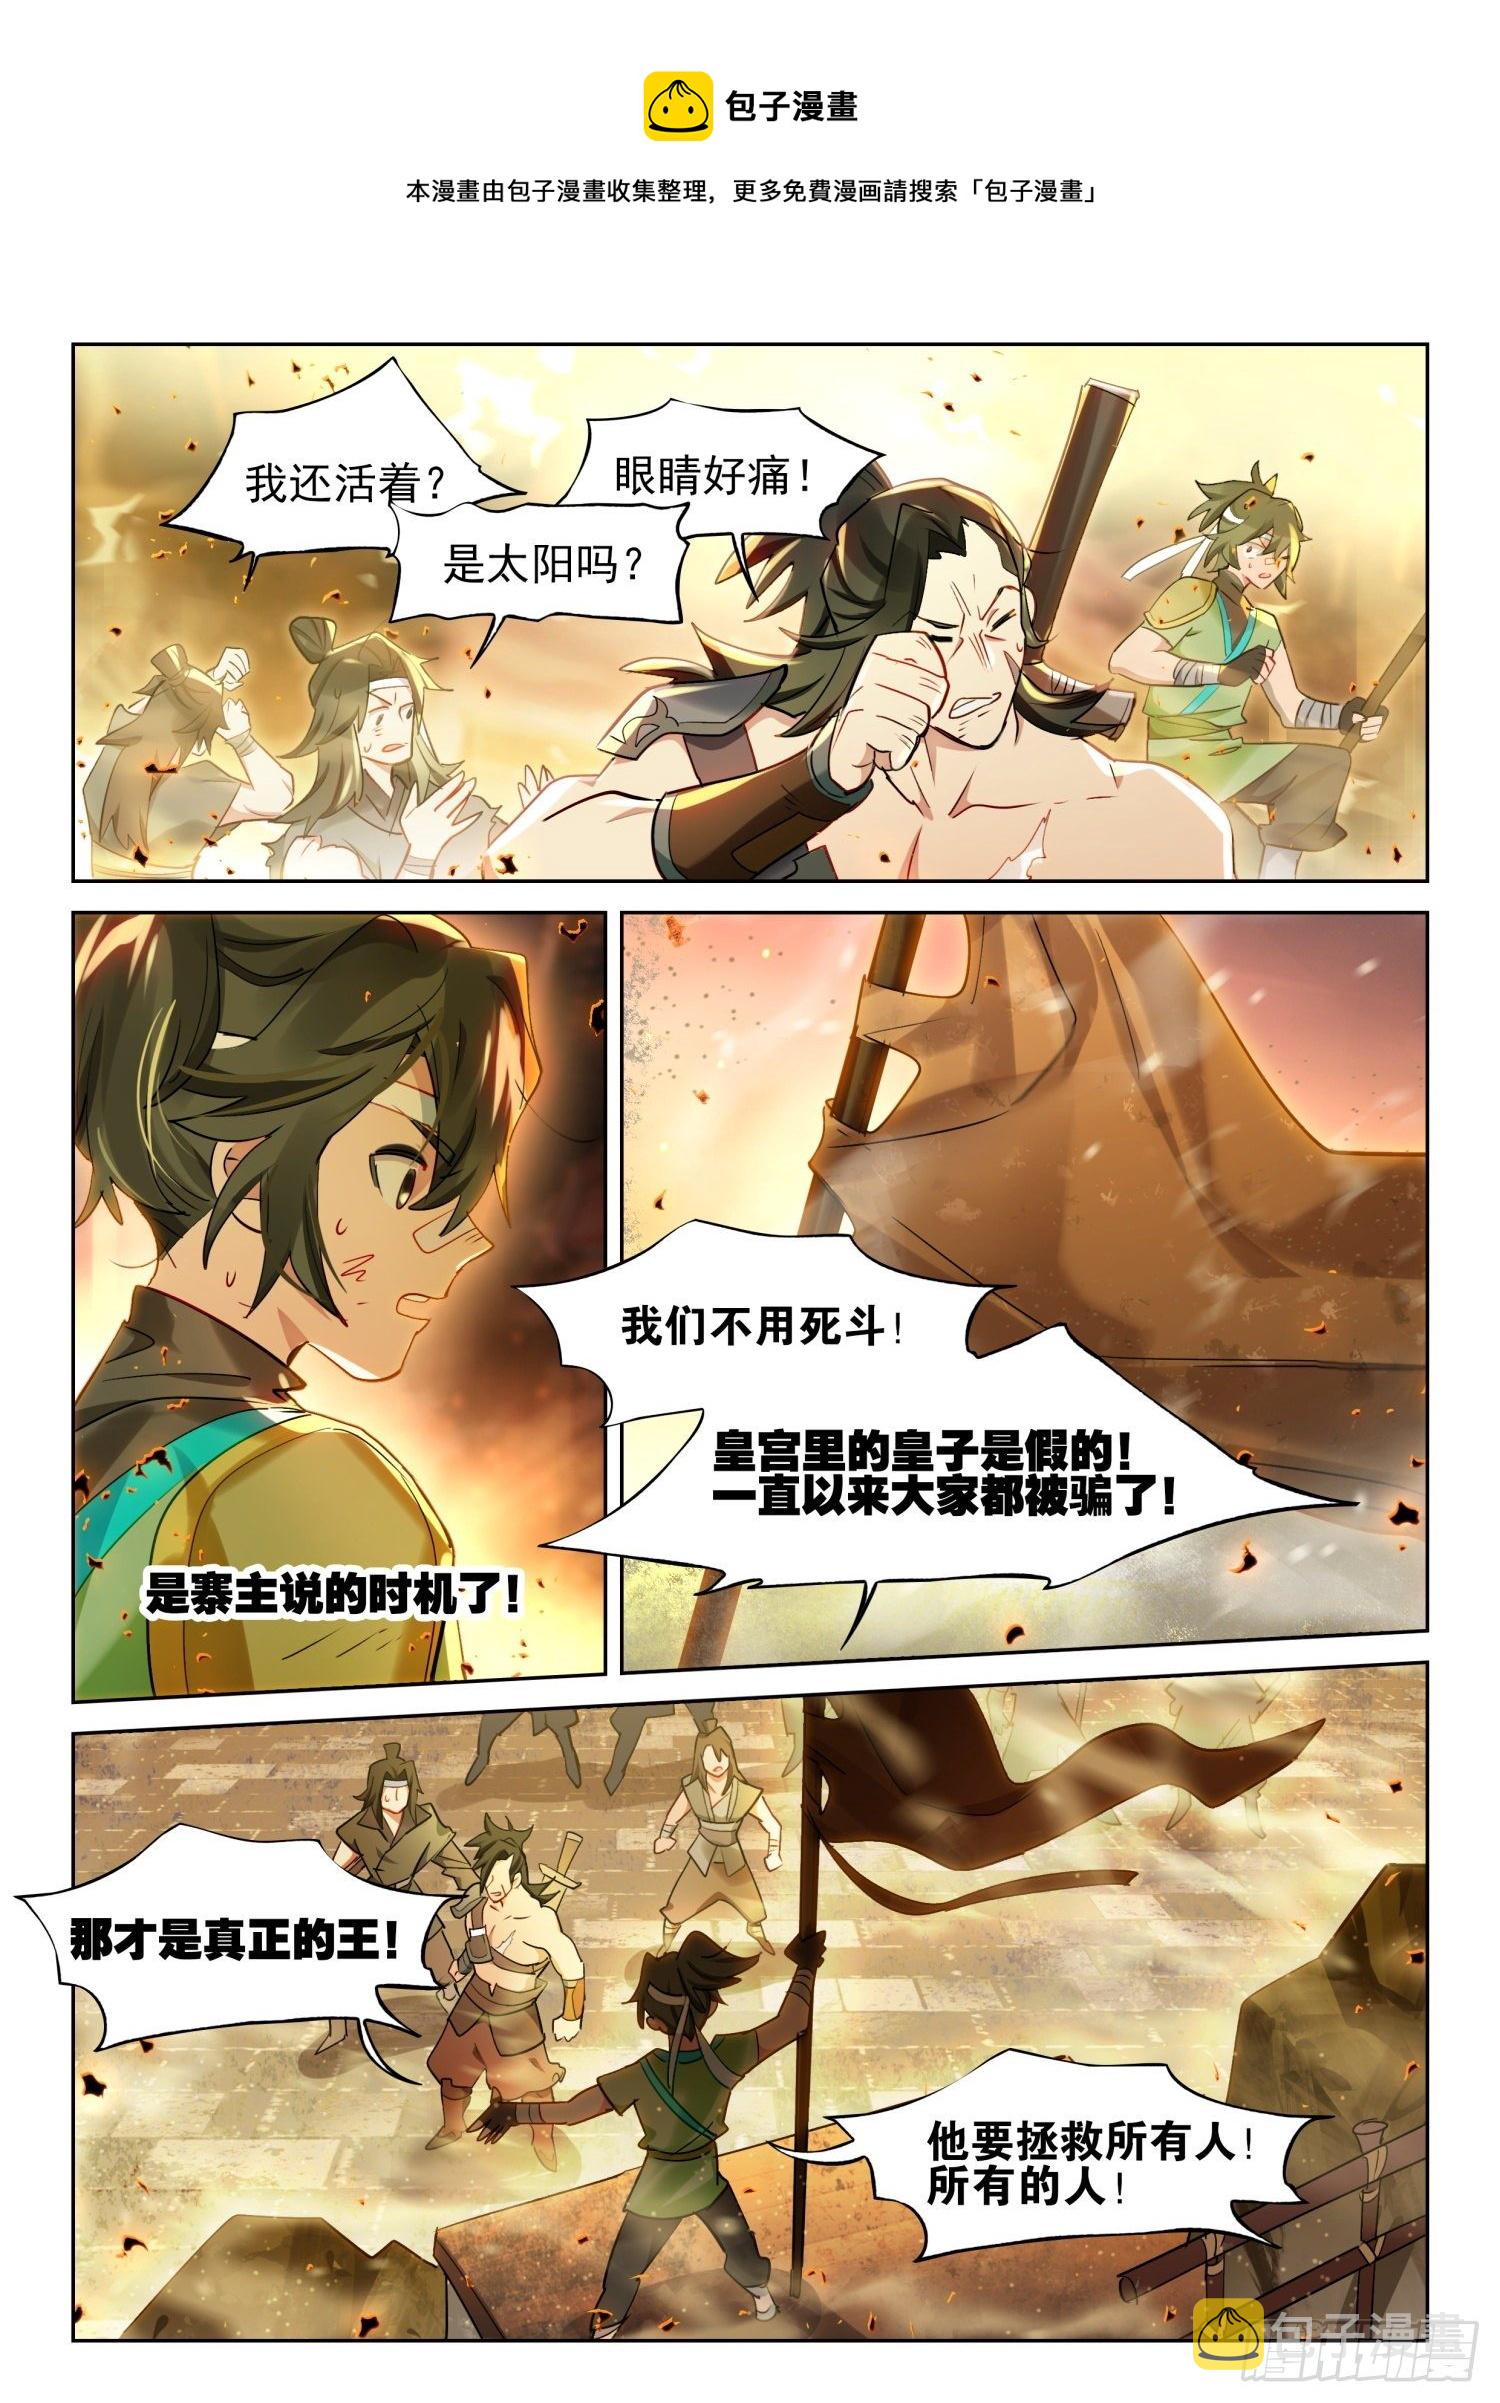 包子漫畫
本漫畫由包子漫畫收集整理，更多免費漫画請搜索「包子漫畫」
我还活着？
眼睛好痛！
是太阳吗？
我们不用死斗！
皇宫里的皇子是假的！
一直以来大家都被骗了！
是寨主说的时机了！
那才是真正的王！
他要拯救所有人！
所有的人！
包子漫畫